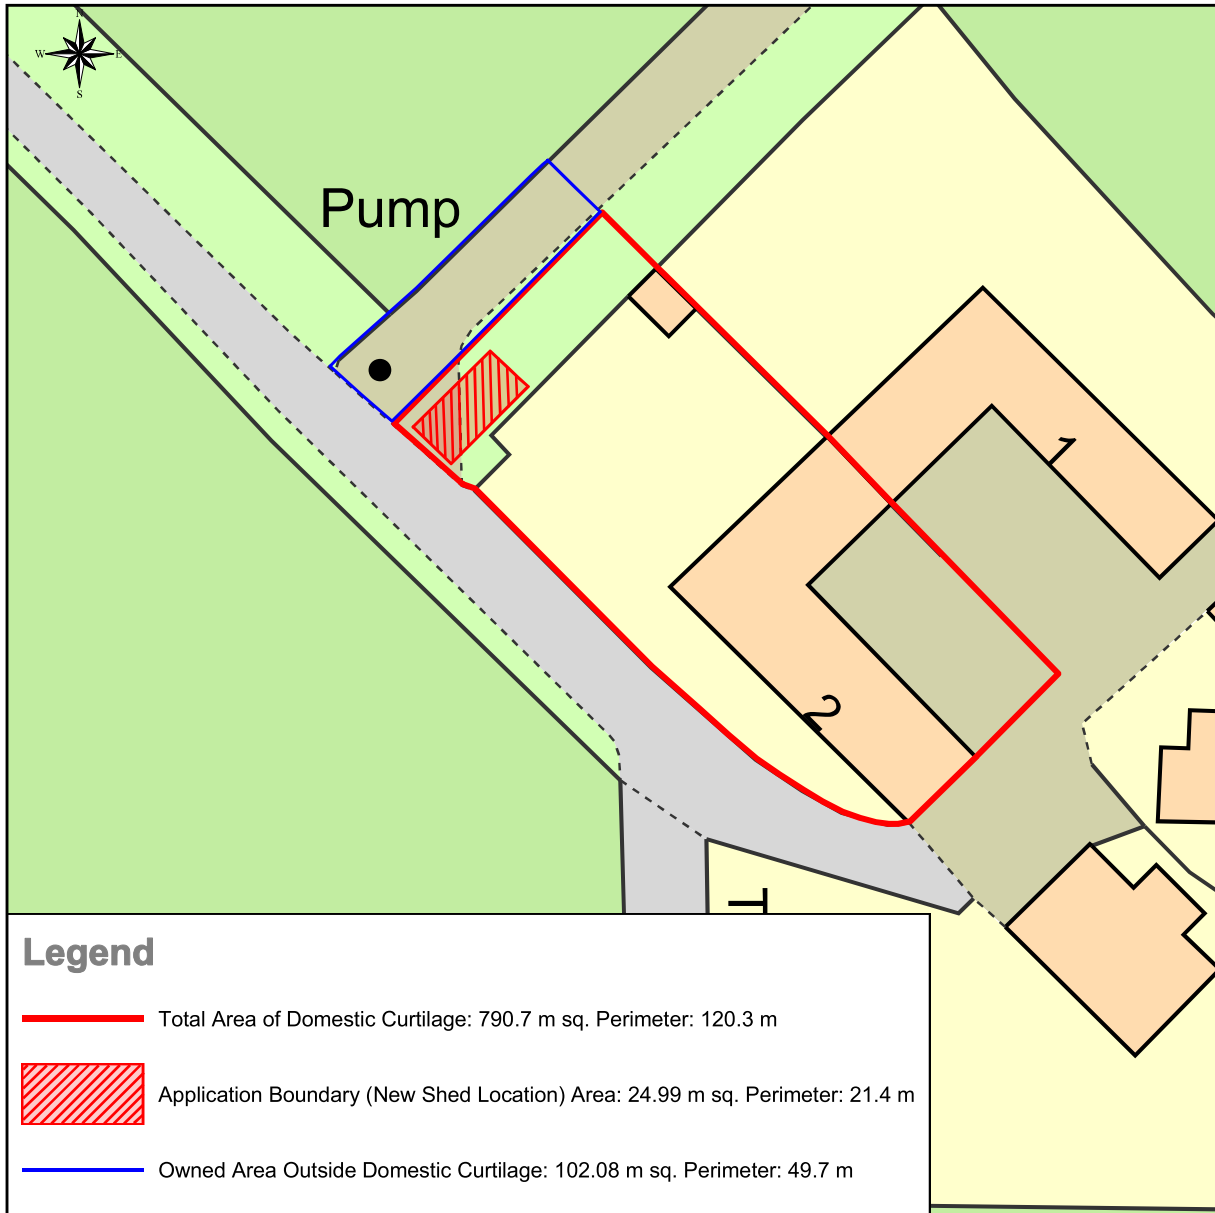 N
W E
S
Pump
1
2
T
Legend
Total Area of Domestic Curtilage: 790.7 m sq. Perimeter: 120.3 m
Application Boundary (New Shed Location) Area: 24.99 m sq. Perimeter: 21.4 m
Owned Area Outside Domestic Curtilage: 102.08 m sq. Perimeter: 49.7 m